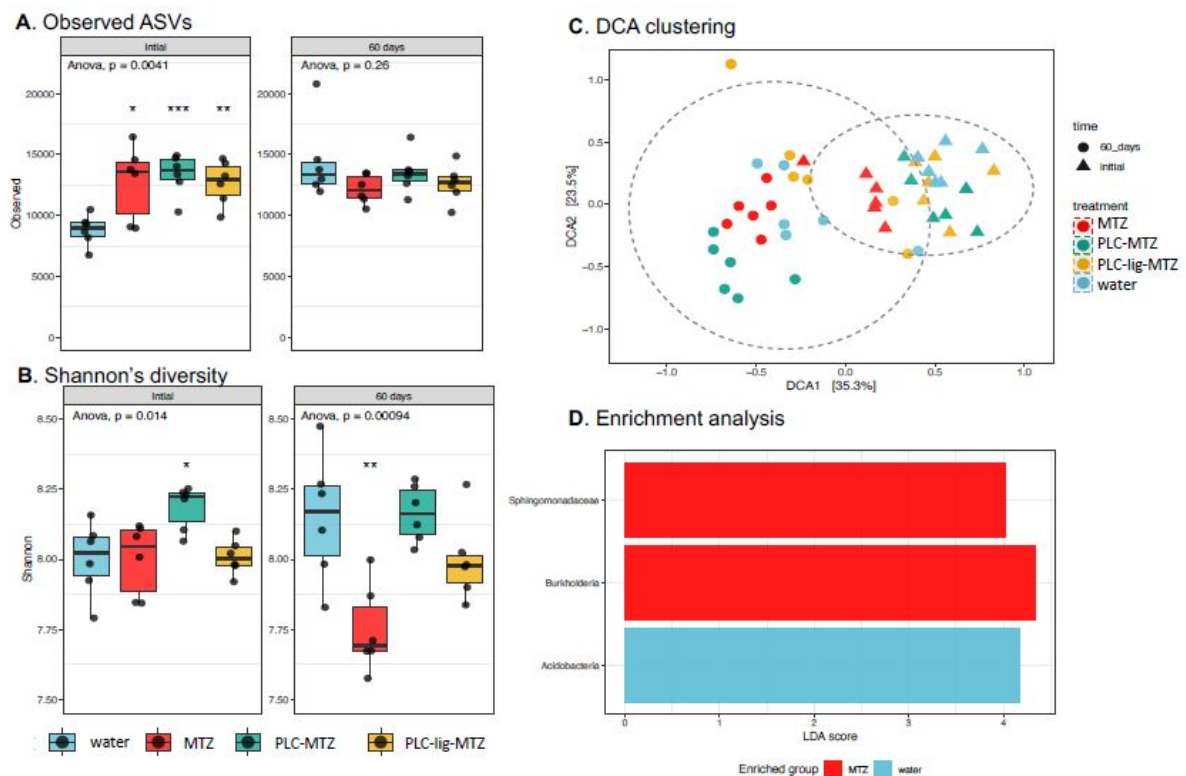 A. Observed ASVs
Intial
60 days
Anova, p = 0.0041
Anova, p = 0.26
* *** **
Observed
20000
15000
10000
5000
0
20000
15000
10000
5000
0
B. Shannon's diversity
Intial
60 days
Anova, p = 0.014
Anova, p = 0.00094
*
**
Shannon
8.50
8.25
8.00
7.75
7.50
8.50
8.25
8.00
7.75
7.50
water MTZ PLC-MTZ PLC-lig-MTZ
C. DCA clustering
DCA2 [23.5%]
1.0
0.5
0.0
−0.5
−1.0
−1.0 −0.5 0.0 0.5 1.0
DCA1 [35.3%]
time
60_days
initial
treatment
MTZ
PLC-MTZ
PLC-lig-MTZ
water
D. Enrichment analysis
Sphingomonadaceae
Burkholderia
Acidobacteria
0 1 2 3 4
LDA score
Enriched group MTZ water